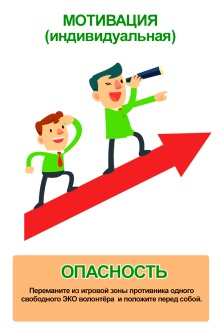 МОТИВАЦИЯ
(индивидуальная)
ОПАСНОСТЬ
Переманите из игровой зоны противника одного
свободного ЭКО волонтёра и положите перед собой.